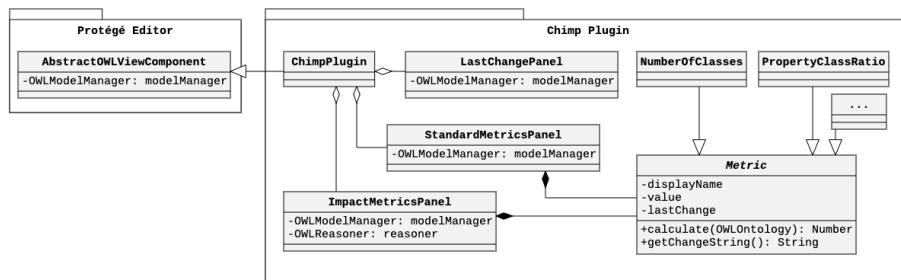 Protégé Editor
AbstractOWLViewComponent
-OWLModelManager: modelManager
Chimp Plugin
ChimpPlugin
LastChangePanel
-OWLModelManager: modelManager
NumberOfClasses
PropertyClassRatio
...
StandardMetricsPanel
-OWLModelManager: modelManager
ImpactMetricsPanel
-OWLModelManager: modelManager
-OWLReasoner: reasoner
Metric
-displayName
-value
-lastChange
+calculate(OWLOntology): Number
+getChangeString(): String